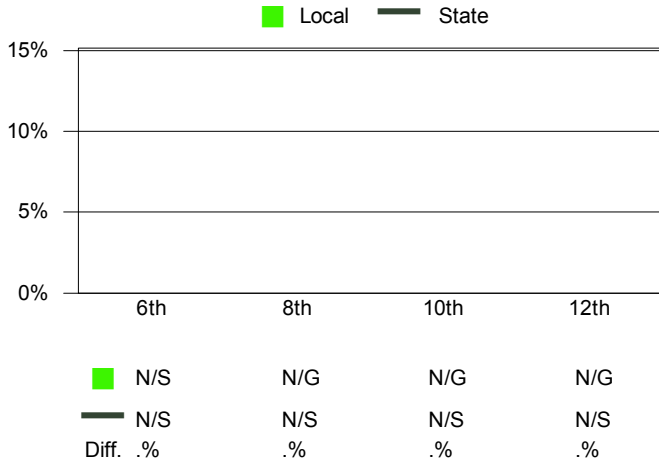 Local State
15%
10%
5%
0%
6th 8th 10th 12th
N/S N/G N/G N/G
N/S N/S N/S N/S
Diff. .% .% .% .%